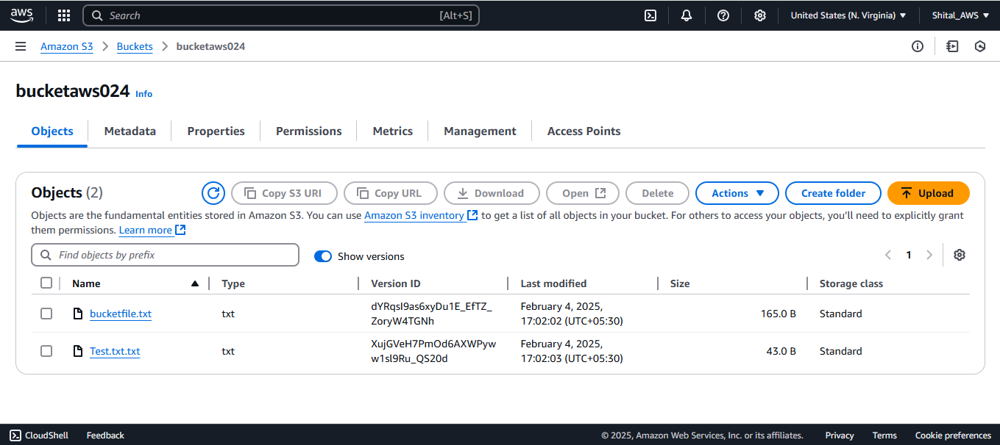 aws Search [Alt+S] United States (N. Virginia) Shital_AWS
Amazon S3 Buckets bucketaws024
bucketaws024 Info
Objects Metadata Properties Permissions Metrics Management Access Points
Objects (2) Copy S3 URI Copy URL Download Open Delete Actions Create folder Upload
Objects are the fundamental entities stored in Amazon S3. You can use Amazon S3 inventory to get a list of all objects in your bucket. For others to access your objects, you’ll need to explicitly grant
them permissions. Learn more
Find objects by prefix Show versions 1
Name Type Version ID Last modified Size Storage class
bucketfile.txt txt dYRqsl9as6xyDu1E_EfTZ_ February 4, 2025, 165.0 B Standard
ZoryW4TGNh 17:02:02 (UTC+05:30)
Test.txt.txt txt XujGVeH7PmOd6AXWPyw February 4, 2025, 43.0 B Standard
w1sl9Ru_QS20d 17:02:03 (UTC+05:30)
CloudShell Feedback © 2025, Amazon Web Services, Inc. or its affiliates. Privacy Terms Cookie preferences